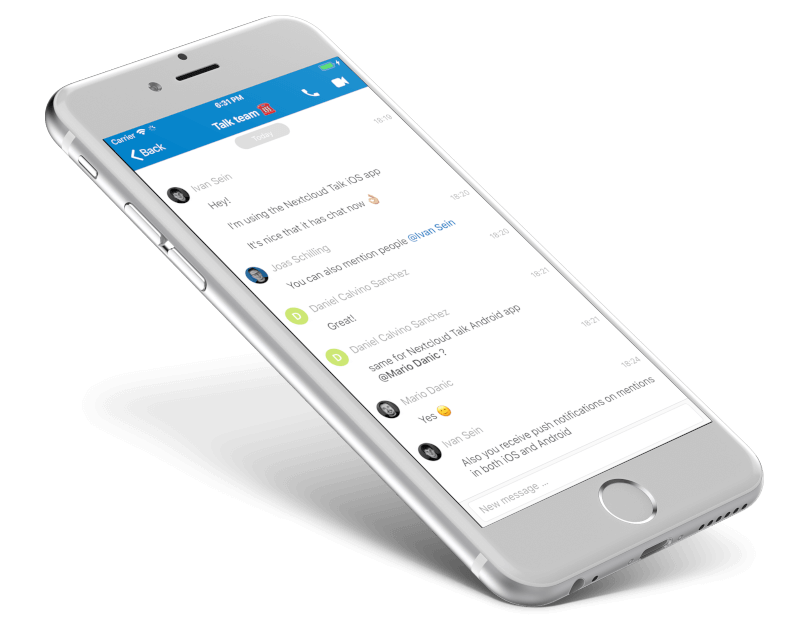 Carrier 6:31 PM
Back Talk team
Today
Ivan Sein 18:19
Hey!
I'm using the Nextcloud Talk iOS app
It's nice that it has chat now 👌🏼
Joas Schilling 18:20
You can also mention people @Ivan Sein
Daniel Calvino Sanchez 18:20
Great!
Daniel Calvino Sanchez 18:21
same for Nextcloud Talk Android app
@Mario Danic ?
Mario Danic 18:21
Yes 😊
Ivan Sein 18:24
Also you receive push notifications on mentions
in both iOS and Android
New message ...